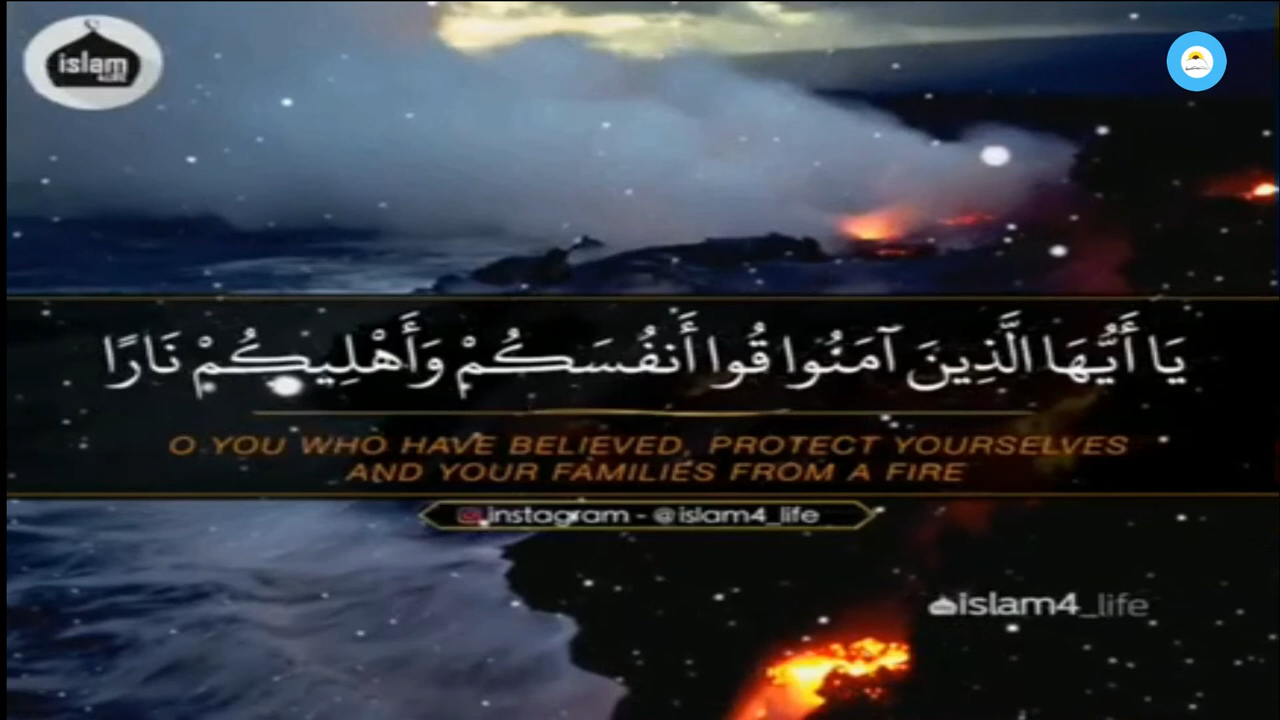 islam
يَا أَيُّهَا الَّذِينَ آمَنُوا قُوا أَنفُسَكُمْ وَأَهْلِيكُمْ نَارًا
O YOU WHO HAVE BELIEVED, PROTECT YOURSELVES
AND YOUR FAMILIES FROM A FIRE
instagram - @islam4_life
islam4_life